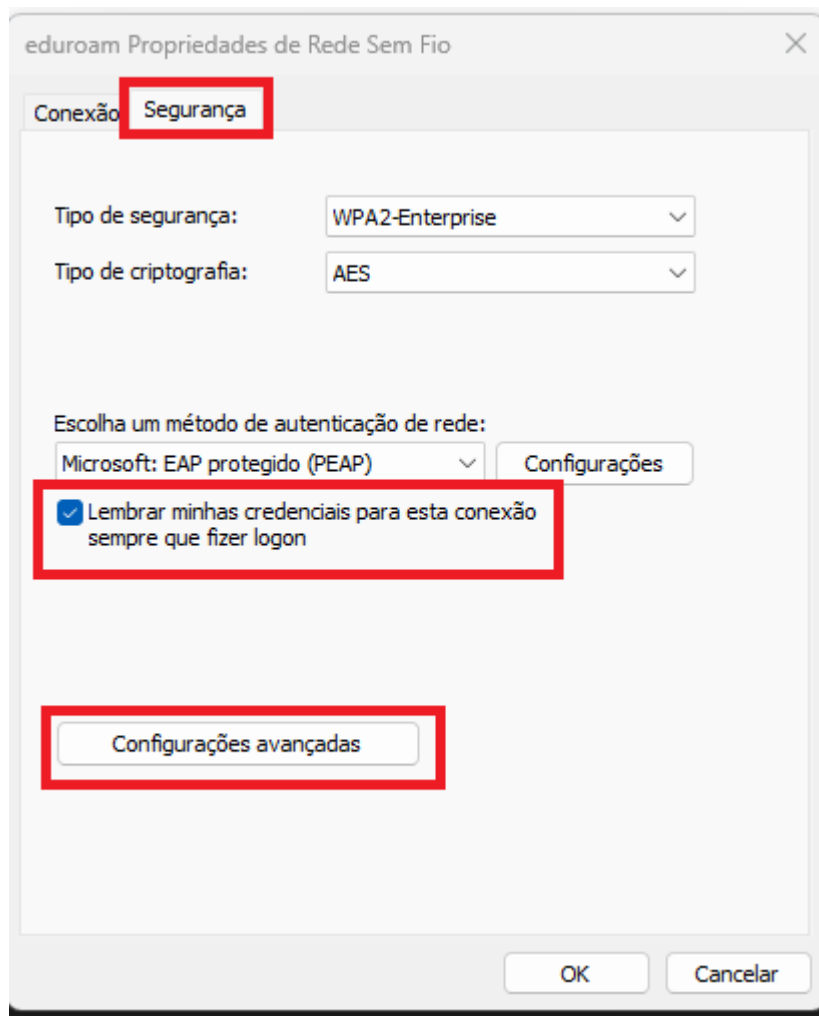 eduroam Propriedades de Rede Sem Fio
Conexão Segurança
Tipo de segurança: WPA2-Enterprise
Tipo de criptografia: AES
Escolha um método de autenticação de rede:
Microsoft: EAP protegido (PEAP) Configurações
Lembrar minhas credenciais para esta conexão
sempre que fizer logon
Configurações avançadas
OK Cancelar